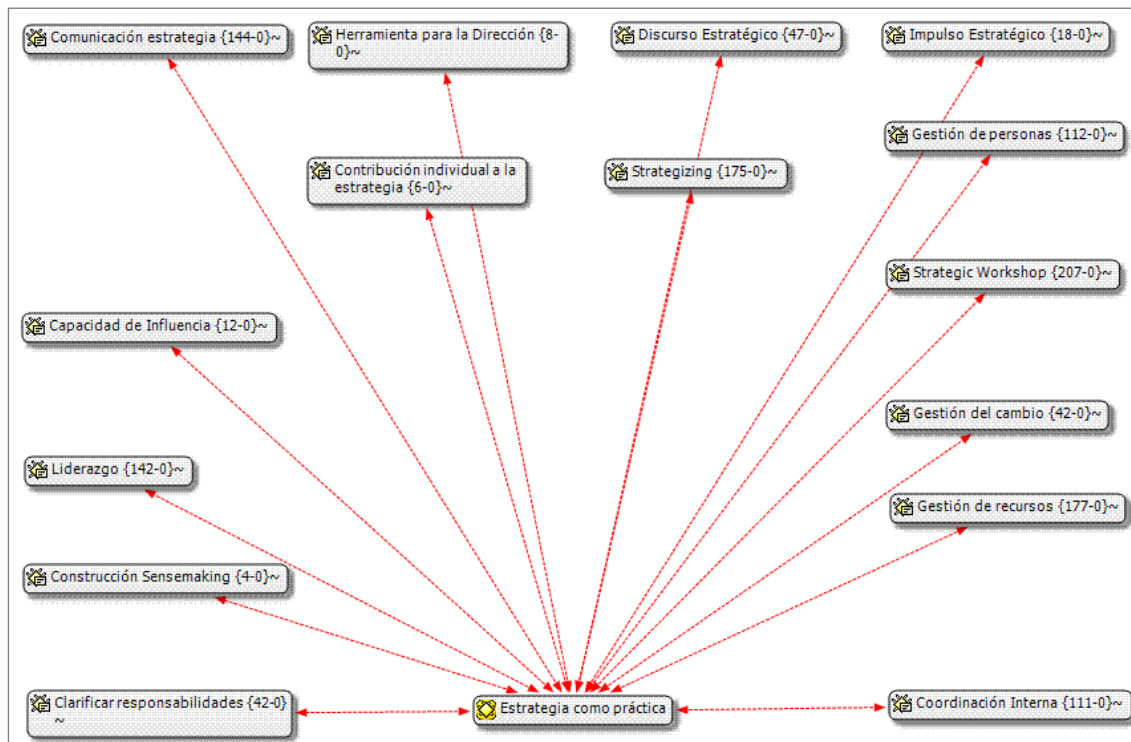 Comunicación estrategia {144-0}~
Herramienta para la Dirección {8-
0}~
Discurso Estratégico {47-0}~
Impulso Estratégico {18-0}~
Gestión de personas {112-0}~
Contribución individual a la
estrategia {6-0}~
Strategizing {175-0}~
Strategic Workshop {207-0}~
Capacidad de Influencia {12-0}~
Gestión del cambio {42-0}~
Liderazgo {142-0}~
Gestión de recursos {177-0}~
Construcción Sensemaking {4-0}~
Clarificar responsabilidades {42-0}
~
Estrategia como práctica
Coordinación Interna {111-0}~